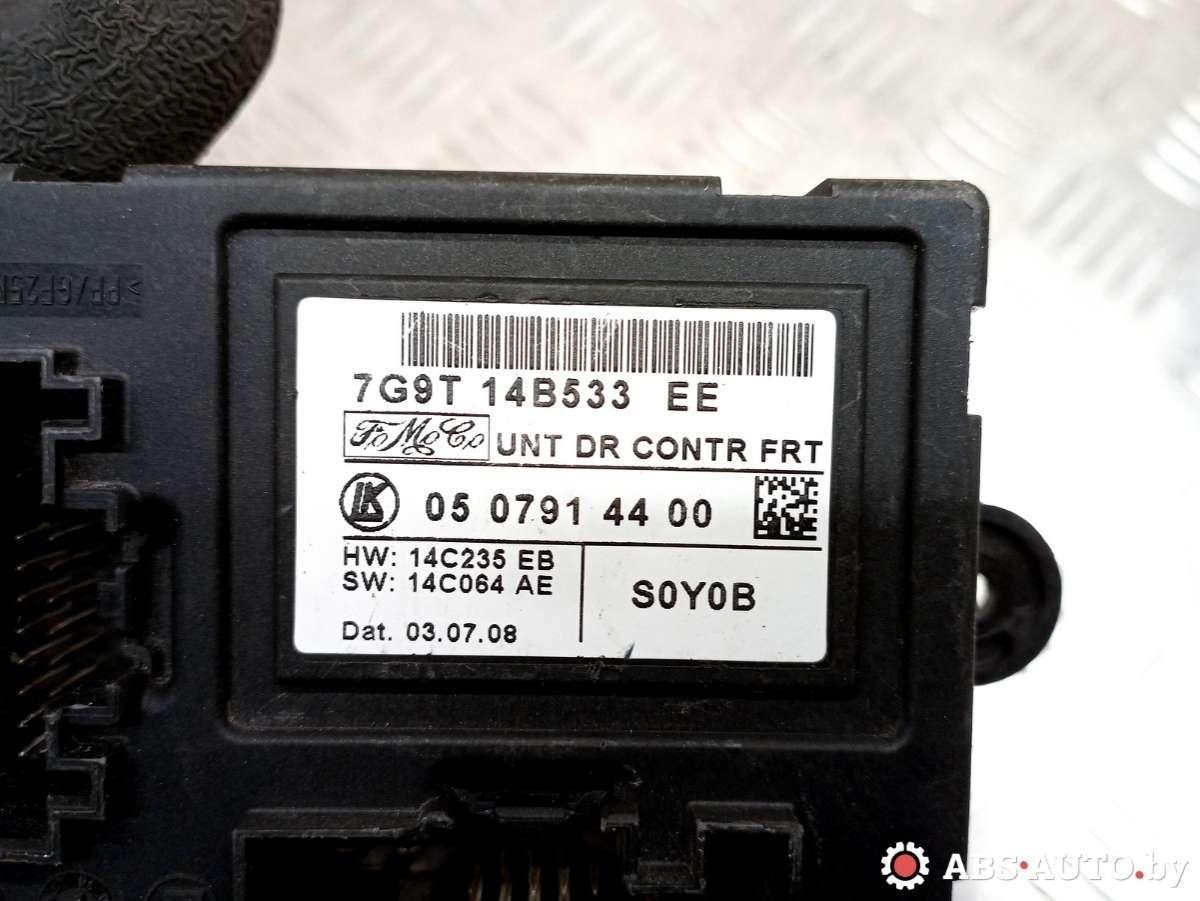 7G9T 14B533 EE
FoMoCo UNT DR CONTR FRT
LK 05 0791 44 00
HW: 14C235 EB
SW: 14C064 AE
S0Y0B
Dat. 03.07.08
ABS-AUTO.by